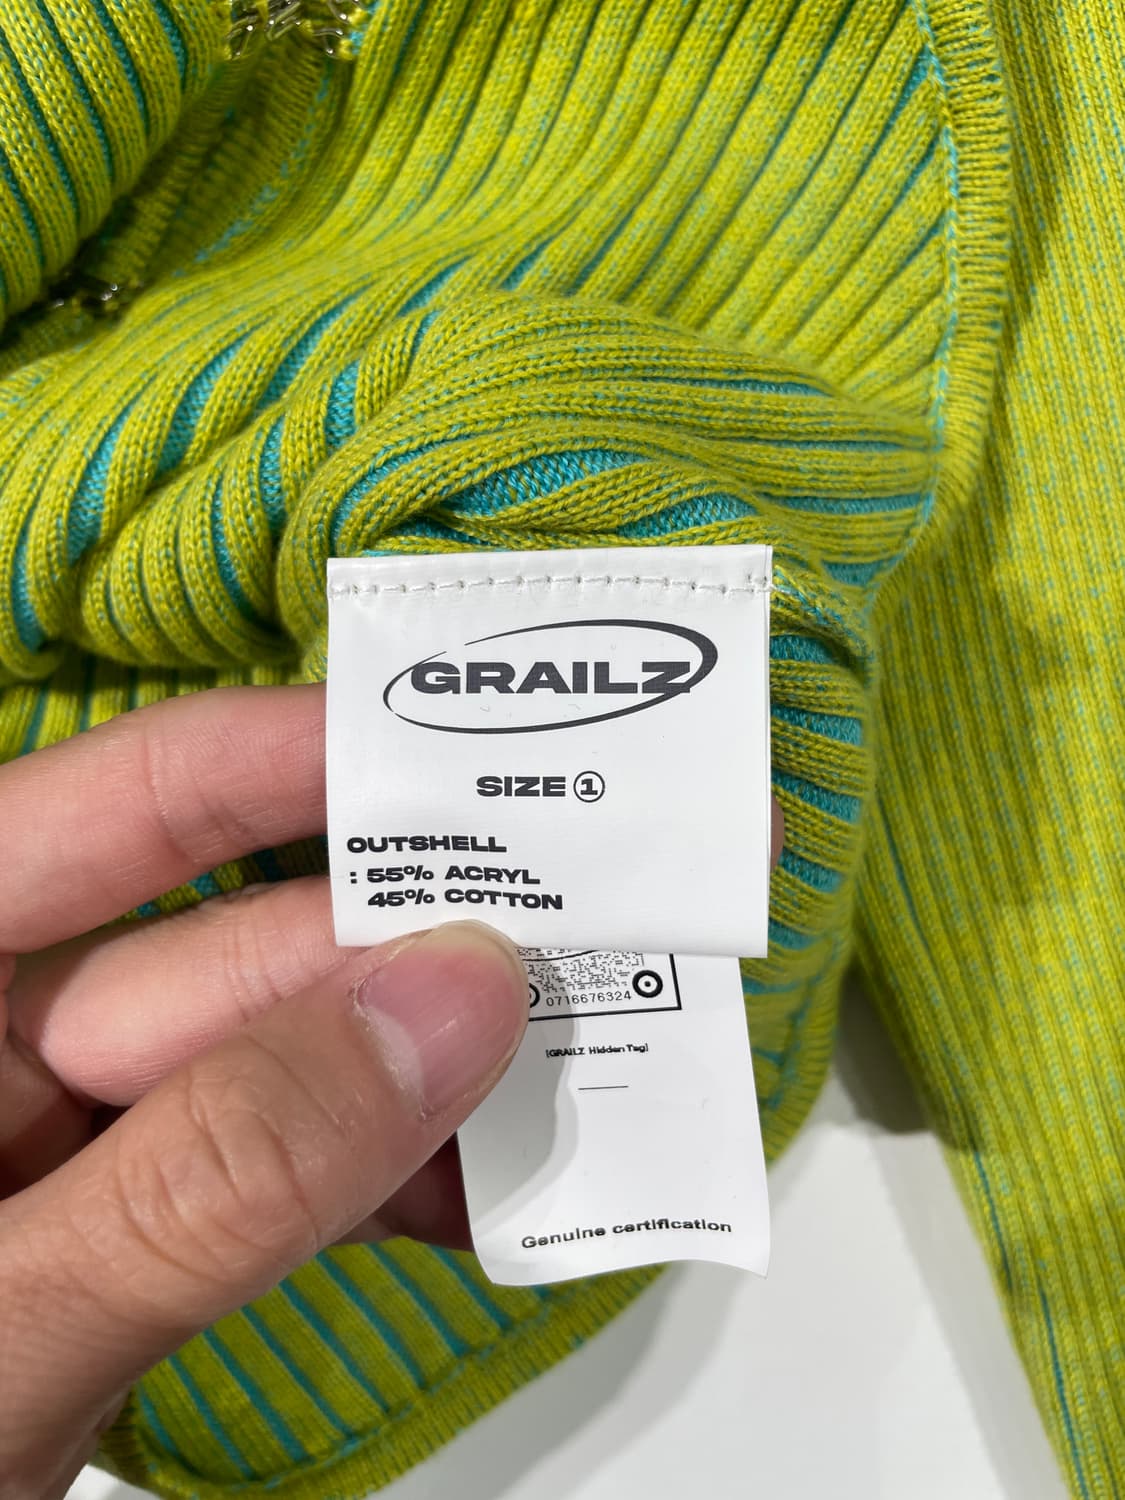 GRAILZ
SIZE ①
OUTSHELL
: 55% ACRYL
45% COTTON
0716676324
[GRAILZ Hidden Tag]
Genuine certification